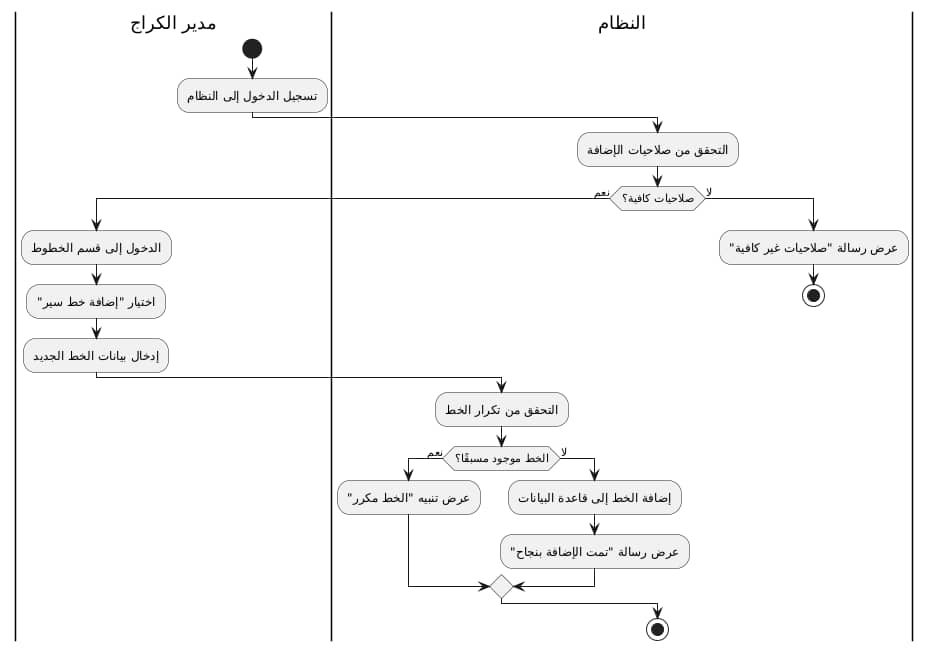 مدير الكراج
النظام
تسجيل الدخول إلى النظام
التحقق من صلاحيات الإضافة
صلاحيات كافية؟
نعم
لا
الدخول إلى قسم الخطوط
عرض رسالة "صلاحيات غير كافية"
اختيار "إضافة خط سير"
إدخال بيانات الخط الجديد
التحقق من تكرار الخط
الخط موجود مسبقًا؟
نعم
لا
عرض تنبيه "الخط مكرر"
إضافة الخط إلى قاعدة البيانات
عرض رسالة "تمت الإضافة بنجاح"